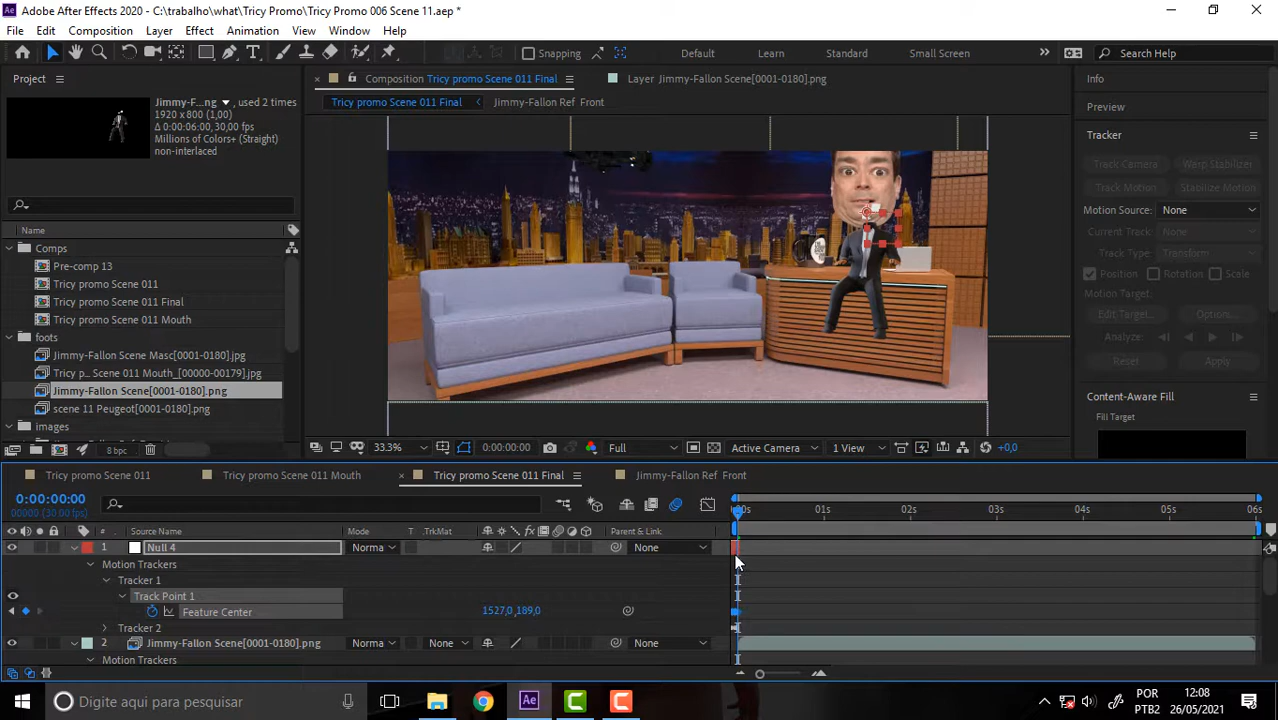 Adobe After Effects 2020 - C:\trabalho\what\Tricy Promo\Tricy Promo 006 Scene 11.aep *
File Edit Composition Layer Effect Animation View Window Help
Snapping Default Learn Standard Small Screen Search Help
Project
Composition Tricy promo Scene 011 Final
Layer Jimmy-Fallon Scene[0001-0180].png
Info
Tricy promo Scene 011 Final Jimmy-Fallon Ref Front
Jimmy-F...ng , used 2 times
1920 x 800 (1,00)
Δ 0:00:06:00, 30,00 fps
Millions of Colors+ (Straight)
non-interlaced
Preview
Tracker
Track Camera Warp Stabilizer
Track Motion Stabilize Motion
Motion Source: None
Current Track: None
Track Type: Transform
Position Rotation Scale
Motion Target:
Edit Target... Options...
Analyze:
Reset Apply
Content-Aware Fill
Fill Target
Name
Comps
Pre-comp 13
Tricy promo Scene 011
Tricy promo Scene 011 Final
Tricy promo Scene 011 Mouth
foots
Jimmy-Fallon Scene Masc[0001-0180].jpg
Tricy p... Scene 011 Mouth_[00000-00179].jpg
Jimmy-Fallon Scene[0001-0180].png
scene 11 Peugeot[0001-0180].png
images
8 bpc
33.3% 0:00:00:00 Full Active Camera 1 View +0,0
Tricy promo Scene 011 Tricy promo Scene 011 Mouth Tricy promo Scene 011 Final Jimmy-Fallon Ref Front
0:00:00:00
00000 (30.00 fps)
:00s 01s 02s 03s 04s 05s 06s
# Source Name Mode T .TrkMat Parent & Link
1 Null 4 Norma None
Motion Trackers
Tracker 1
Track Point 1
Feature Center 1527,0,189,0
Tracker 2
2 Jimmy-Fallon Scene[0001-0180].png Norma None None
Motion Trackers
Digite aqui para pesquisar
POR
PTB2
12:08
26/05/2021